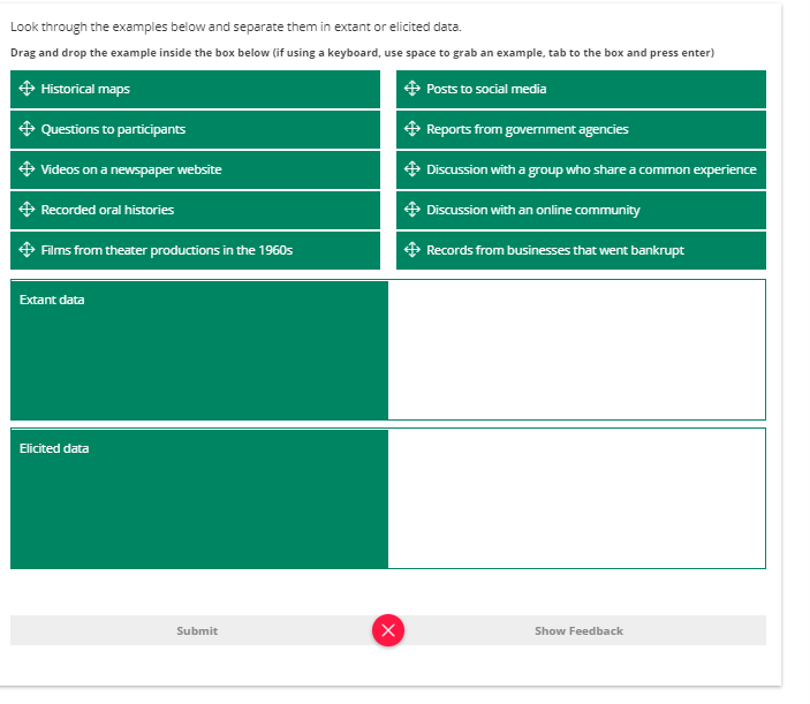 Look through the examples below and separate them in extant or elicited data.
Drag and drop the example inside the box below (if using a keyboard, use space to grab an example, tab to the box and press enter)
Historical maps
Posts to social media
Questions to participants
Reports from government agencies
Videos on a newspaper website
Discussion with a group who share a common experience
Recorded oral histories
Discussion with an online community
Films from theater productions in the 1960s
Records from businesses that went bankrupt
Extant data
Elicited data
Submit
Show Feedback